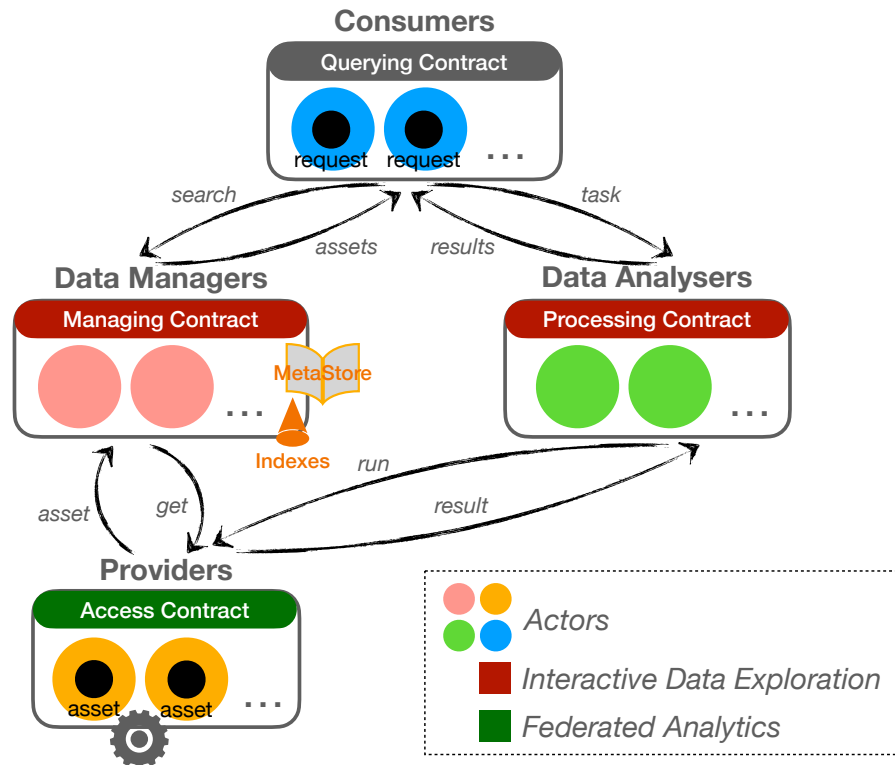 Consumers
Querying Contract
request request ...
search
task
assets
results
Data Managers
Data Analysers
Managing Contract
Processing Contract
MetaStore
...
...
Indexes
run
asset
get
result
Providers
Access Contract
asset asset ...
Actors
Interactive Data Exploration
Federated Analytics